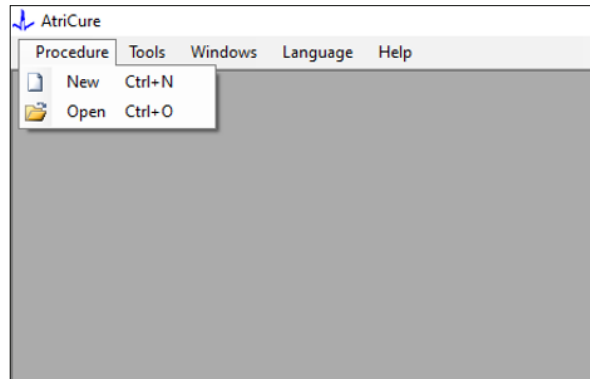 AtriCure
Procedure Tools Windows Language Help
New Ctrl+N
Open Ctrl+O